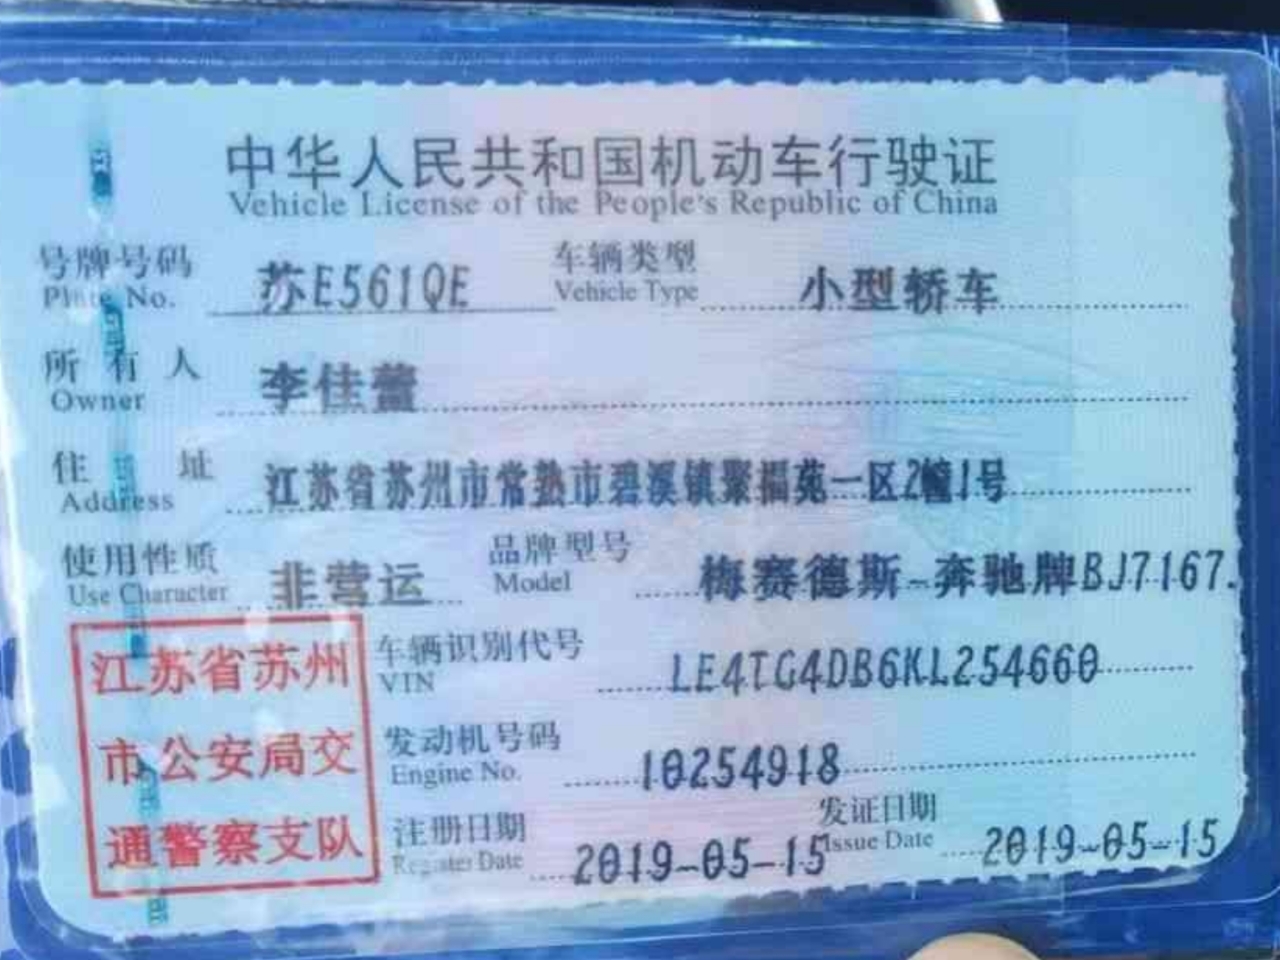 中华人民共和国机动车行驶证
Vehicle License of the People's Republic of China
号牌号码 苏E561QE 车辆类型 小型轿车
Plate No. Vehicle Type
所有人 李佳蕾
Owner
住址 江苏省苏州市常熟市碧溪镇聚福苑一区2幢1号
Address
使用性质 非营运 品牌型号 梅赛德斯-奔驰牌BJ7167.
Use Character Model
江苏省苏州
市公安局交
通警察支队
车辆识别代号 LE4TG4DB6KL254660
VIN
发动机号码 10254918
Engine No.
注册日期 2019-05-15 发证日期 2019-05-15
Register Date Issue Date